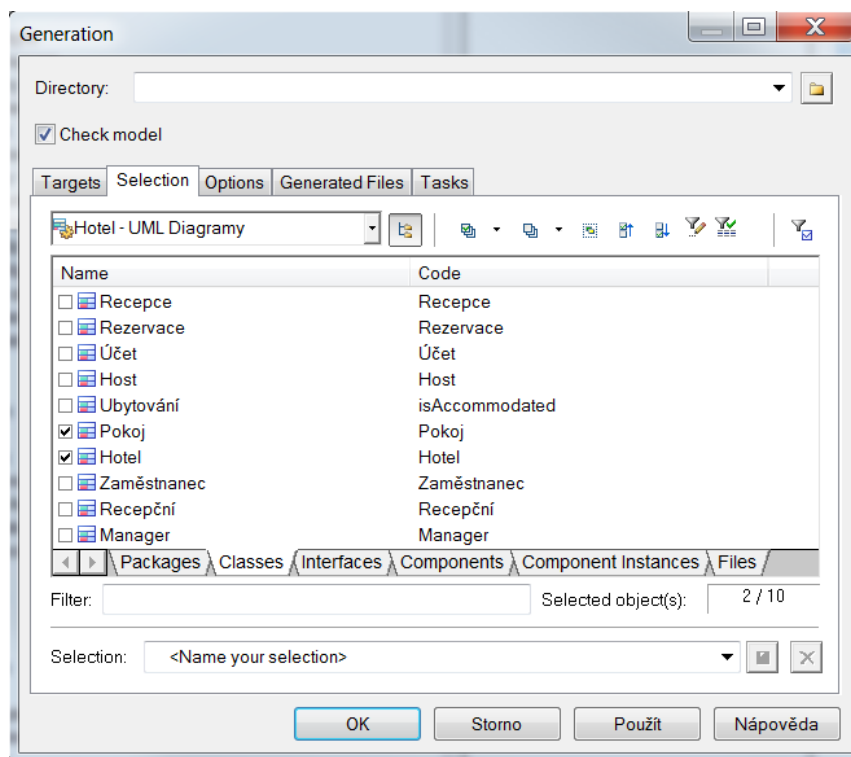 Generation
Directory:
Check model
Targets Selection Options Generated Files Tasks
Hotel - UML Diagramy
Name Code
Recepce Recepce
Rezervace Rezervace
Účet Účet
Host Host
Ubytování isAccommodated
Pokoj Pokoj
Hotel Hotel
Zaměstnanec Zaměstnanec
Recepční Recepční
Manager Manager
Packages Classes Interfaces Components Component Instances Files
Filter: Selected object(s): 2 / 10
Selection: <Name your selection>
OK Storno Použít Nápověda